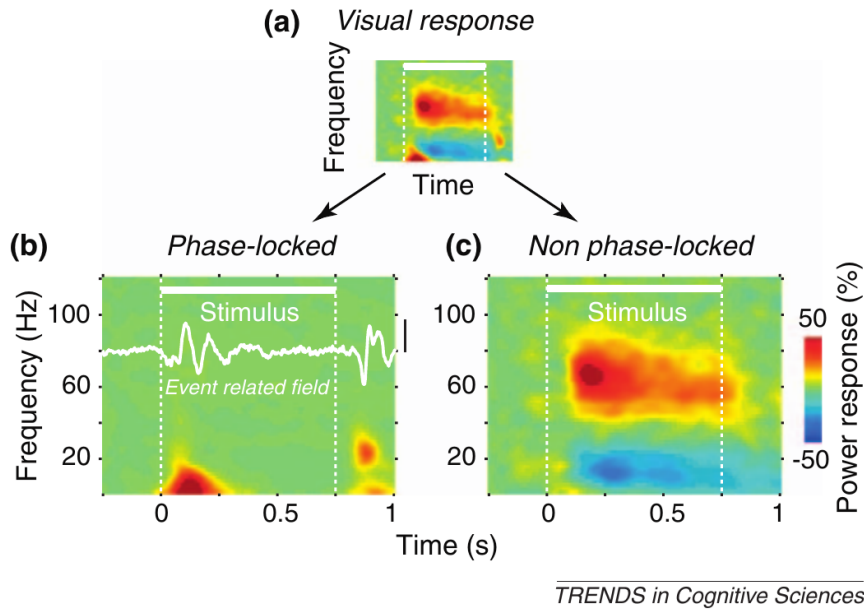 (a) Visual response
Frequency
Time
(b) Phase-locked
(c) Non phase-locked
Frequency (Hz)
100
60
20
Stimulus
Event related field
0 0.5 1
100
60
20
Stimulus
0 0.5 1
50
-50
Power response (%)
Time (s)
TRENDS in Cognitive Sciences